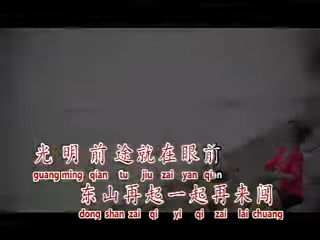 光明前途就在眼前
guang ming qian tu jiu zai yan qian
东山再起一起再来闯
dong shan zai qi yi qi zai lai chuang